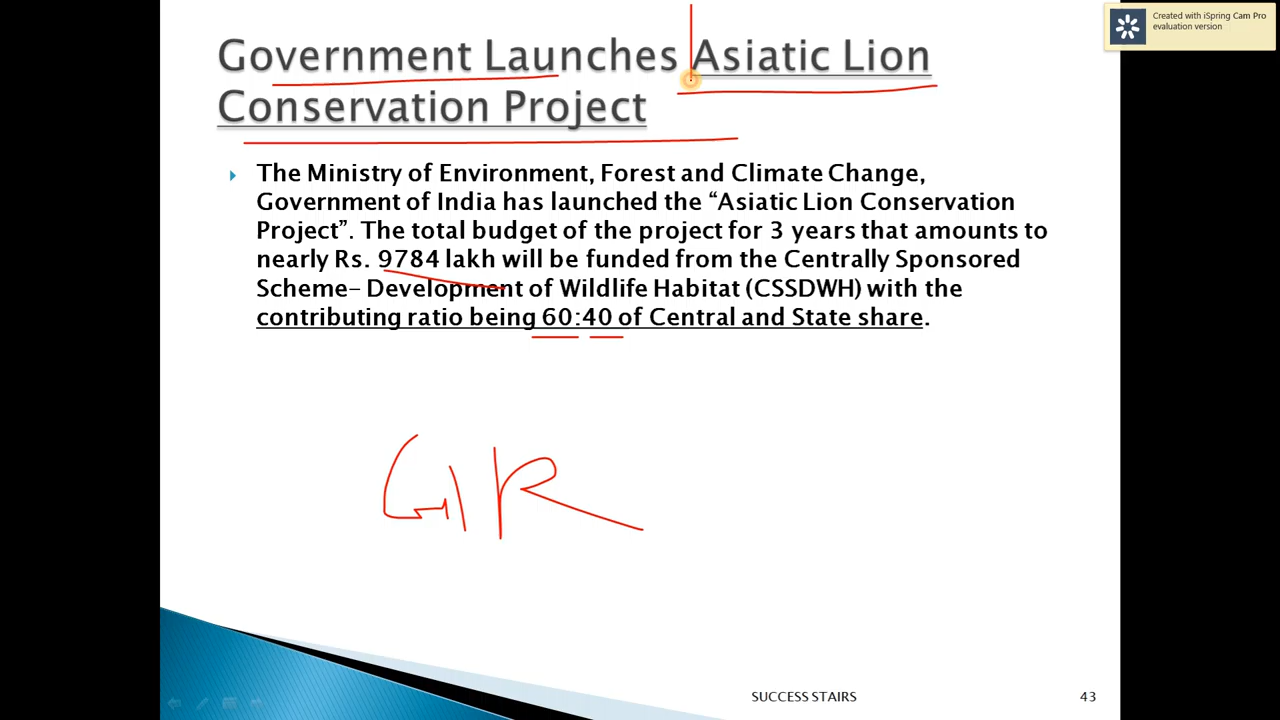 Created with iSpring Cam Pro
evaluation version
Government Launches Asiatic Lion
Conservation Project
The Ministry of Environment, Forest and Climate Change,
Government of India has launched the “Asiatic Lion Conservation
Project”. The total budget of the project for 3 years that amounts to
nearly Rs. 9784 lakh will be funded from the Centrally Sponsored
Scheme- Development of Wildlife Habitat (CSSDWH) with the
contributing ratio being 60:40 of Central and State share.
GIR
SUCCESS STAIRS
43